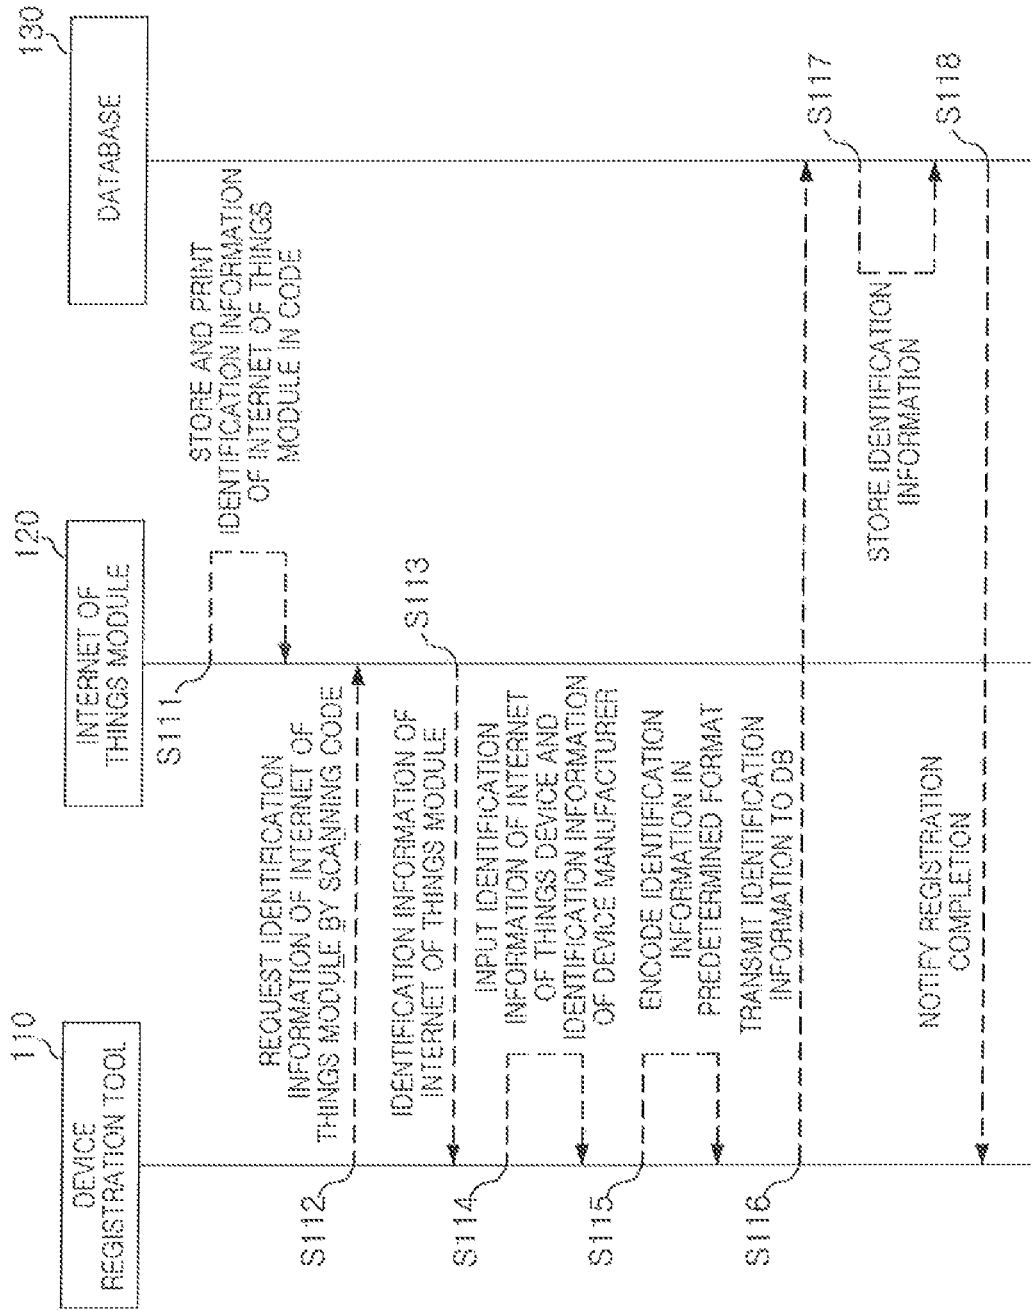 110
DEVICE
REGISTRATION TOOL
120
INTERNET OF
THINGS MODULE
130
DATABASE
S111
STORE AND PRINT
IDENTIFICATION INFORMATION
OF INTERNET OF THINGS
MODULE IN CODE
S112
REQUEST IDENTIFICATION
INFORMATION OF INTERNET OF
THINGS MODULE BY SCANNING CODE
S113
IDENTIFICATION INFORMATION OF
INTERNET OF THINGS MODULE
S114
INPUT IDENTIFICATION
INFORMATION OF INTERNET
OF THINGS DEVICE AND
IDENTIFICATION INFORMATION
OF DEVICE MANUFACTURER
S115
ENCODE IDENTIFICATION
INFORMATION IN
PREDETERMINED FORMAT
S116
TRANSMIT IDENTIFICATION
INFORMATION TO DB
S117
STORE IDENTIFICATION
INFORMATION
S118
NOTIFY REGISTRATION
COMPLETION